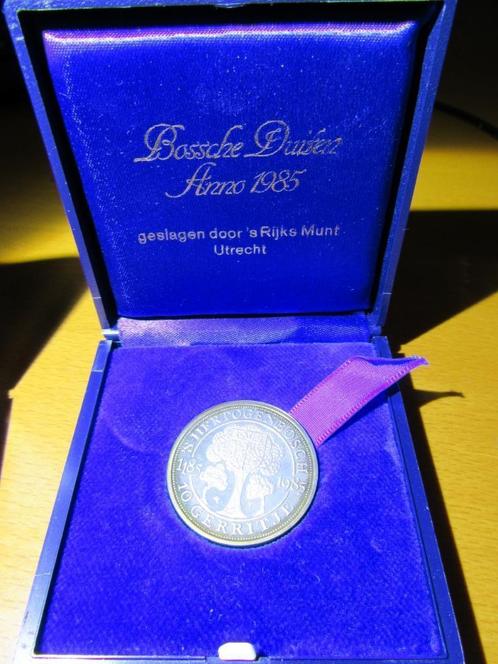 Bossche Duiten
Anno 1985
geslagen door 's Rijks Munt
Utrecht
'S HERTOGENBOSCH
1185 1985
10 GERRITJE